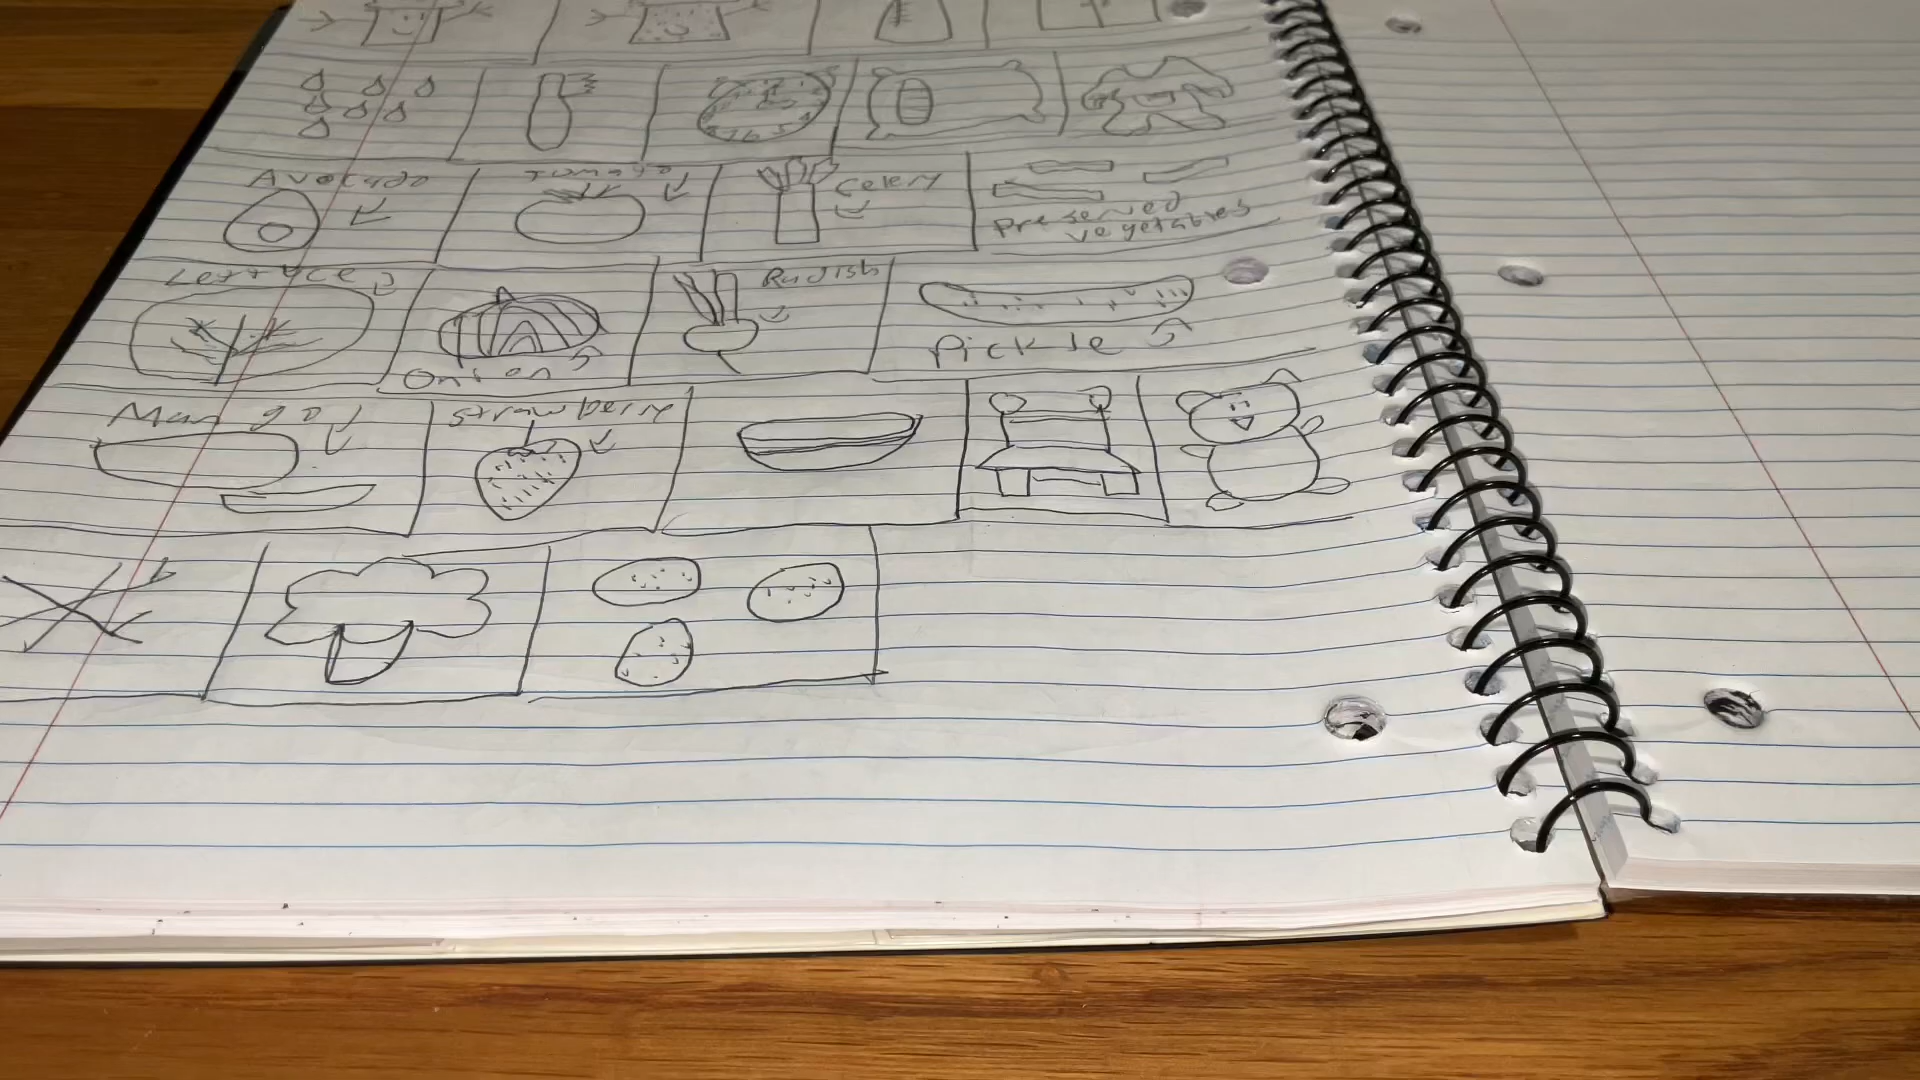 Avocado
Tomato
Celery
Preserved
vegetables
Lettuce
Radish
Onion
Pickle
Mango
Strawberry